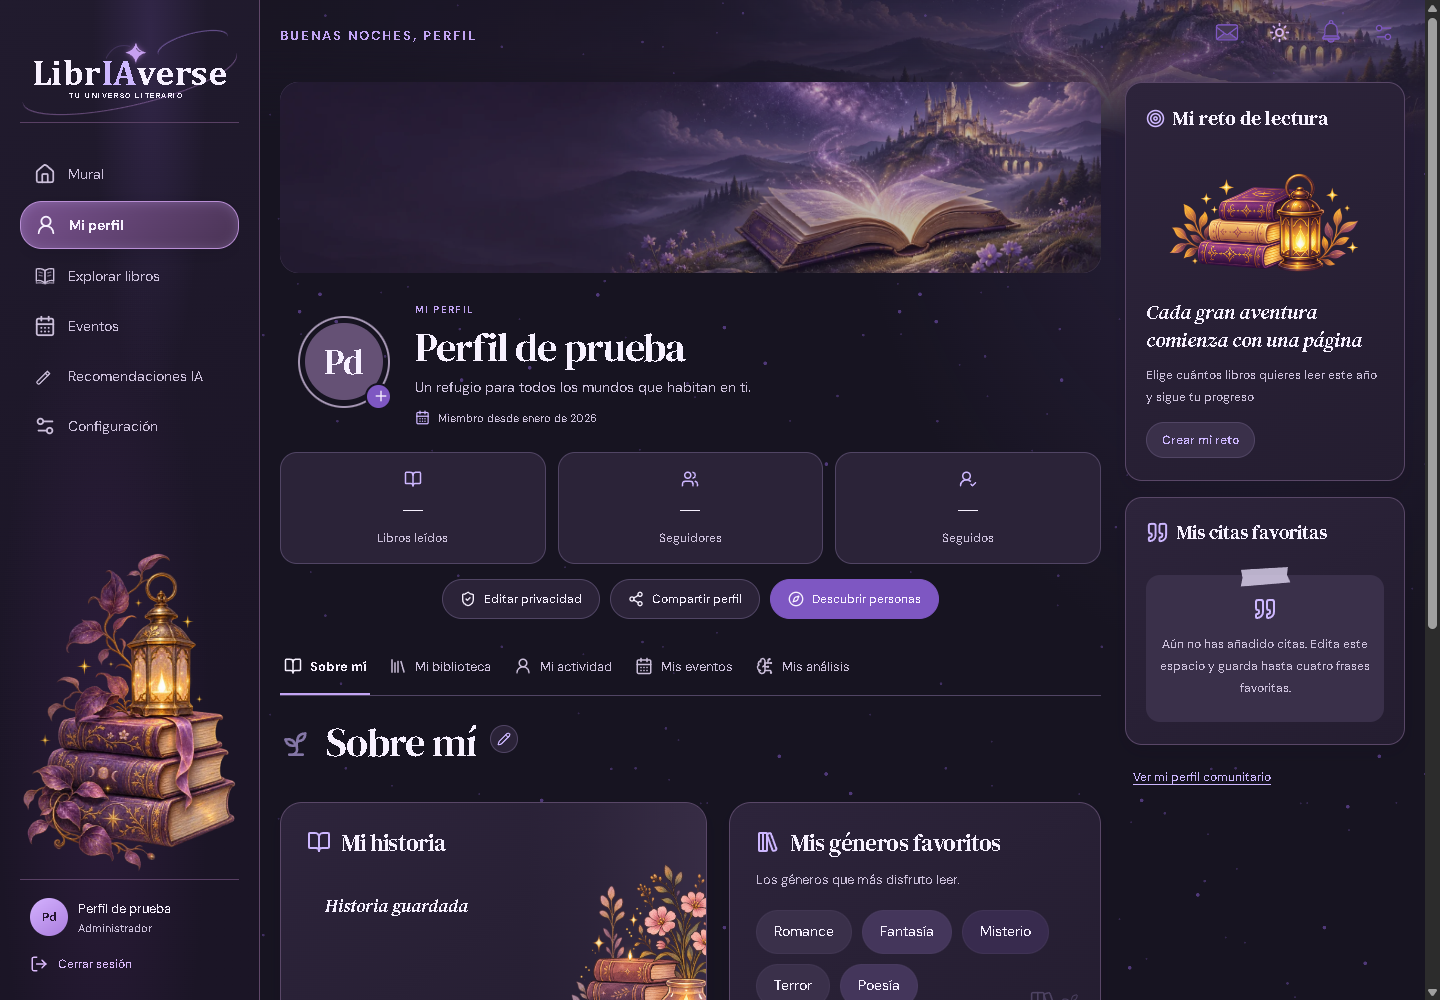 LibrIAverse
TU UNIVERSO LITERARIO
Mural
Mi perfil
Explorar libros
Eventos
Recomendaciones IA
Configuración
Pd
Perfil de prueba
Administrador
Cerrar sesión
BUENAS NOCHES, PERFIL
Pd
MI PERFIL
Perfil de prueba
Un refugio para todos los mundos que habitan en ti.
Miembro desde enero de 2026
—
Libros leídos
—
Seguidores
—
Seguidos
Editar privacidad
Compartir perfil
Descubrir personas
Sobre mí
Mi biblioteca
Mi actividad
Mis eventos
Mis análisis
Sobre mí
Mi historia
Historia guardada
Mis géneros favoritos
Los géneros que más disfruto leer.
Romance
Fantasía
Misterio
Terror
Poesía
Mi reto de lectura
Cada gran aventura
comienza con una página
Elige cuántos libros quieres leer este año
y sigue tu progreso
Crear mi reto
Mis citas favoritas
Aún no has añadido citas. Edita este
espacio y guarda hasta cuatro frases
favoritas.
Ver mi perfil comunitario